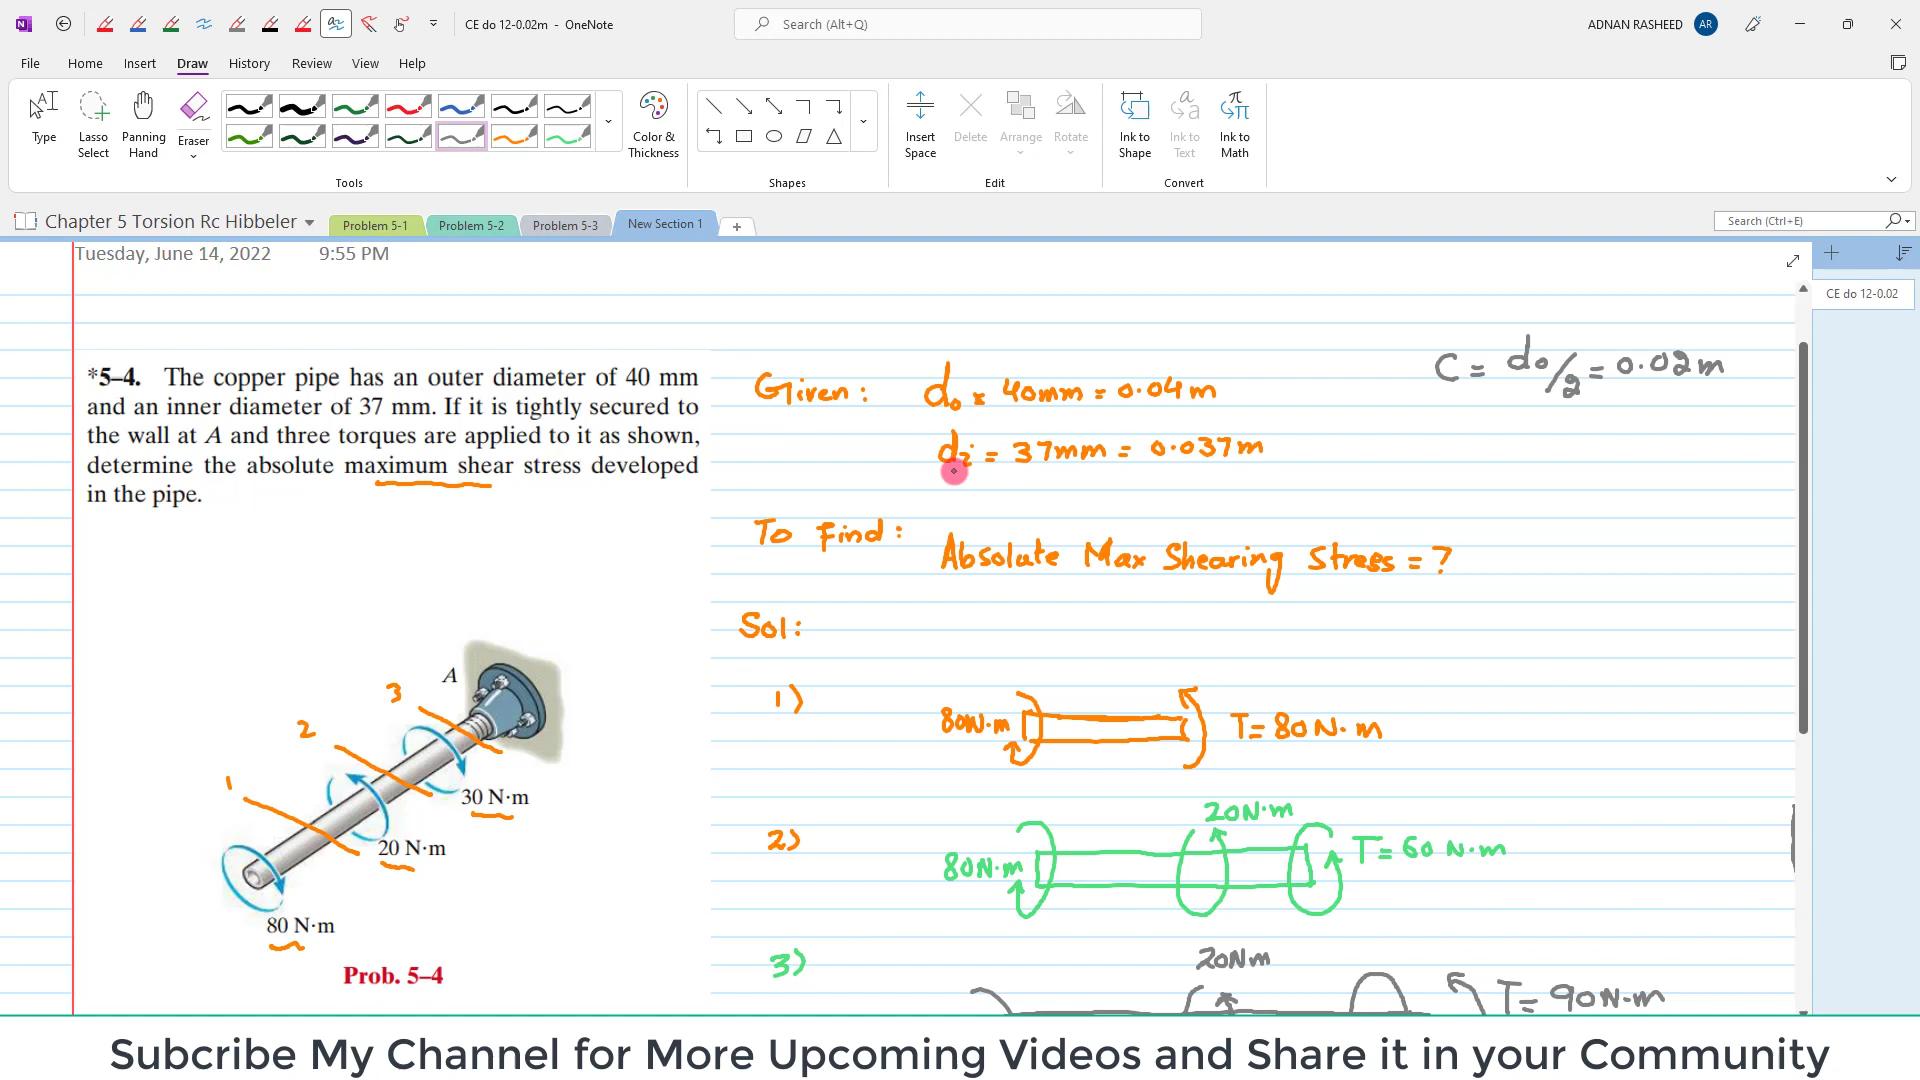 CE do 12-0.02m - OneNote
Search (Alt+Q)
ADNAN RASHEED
AR
File Home Insert Draw History Review View Help
Type
Lasso Select
Panning Hand
Eraser
Color & Thickness
Insert Space
Delete
Arrange
Rotate
Ink to Shape
Ink to Text
Ink to Math
Tools
Shapes
Edit
Convert
Chapter 5 Torsion Rc Hibbeler
Problem 5-1
Problem 5-2
Problem 5-3
New Section 1
Search (Ctrl+E)
CE do 12-0.02
Tuesday, June 14, 2022 9:55 PM
*5–4. The copper pipe has an outer diameter of 40 mm
and an inner diameter of 37 mm. If it is tightly secured to
the wall at A and three torques are applied to it as shown,
determine the absolute maximum shear stress developed
in the pipe.
A
3
2
1
30 N·m
20 N·m
80 N·m
Prob. 5–4
Given: do = 40mm = 0.04m
di = 37mm = 0.037m
C = do/2 = 0.02m
To Find: Absolute Max Shearing Stress = ?
Sol:
1) 80N·m T= 80N·m
2) 80N·m 20N·m T= 60 N·m
3) 20Nm T= 90N·m
Subcribe My Channel for More Upcoming Videos and Share it in your Community